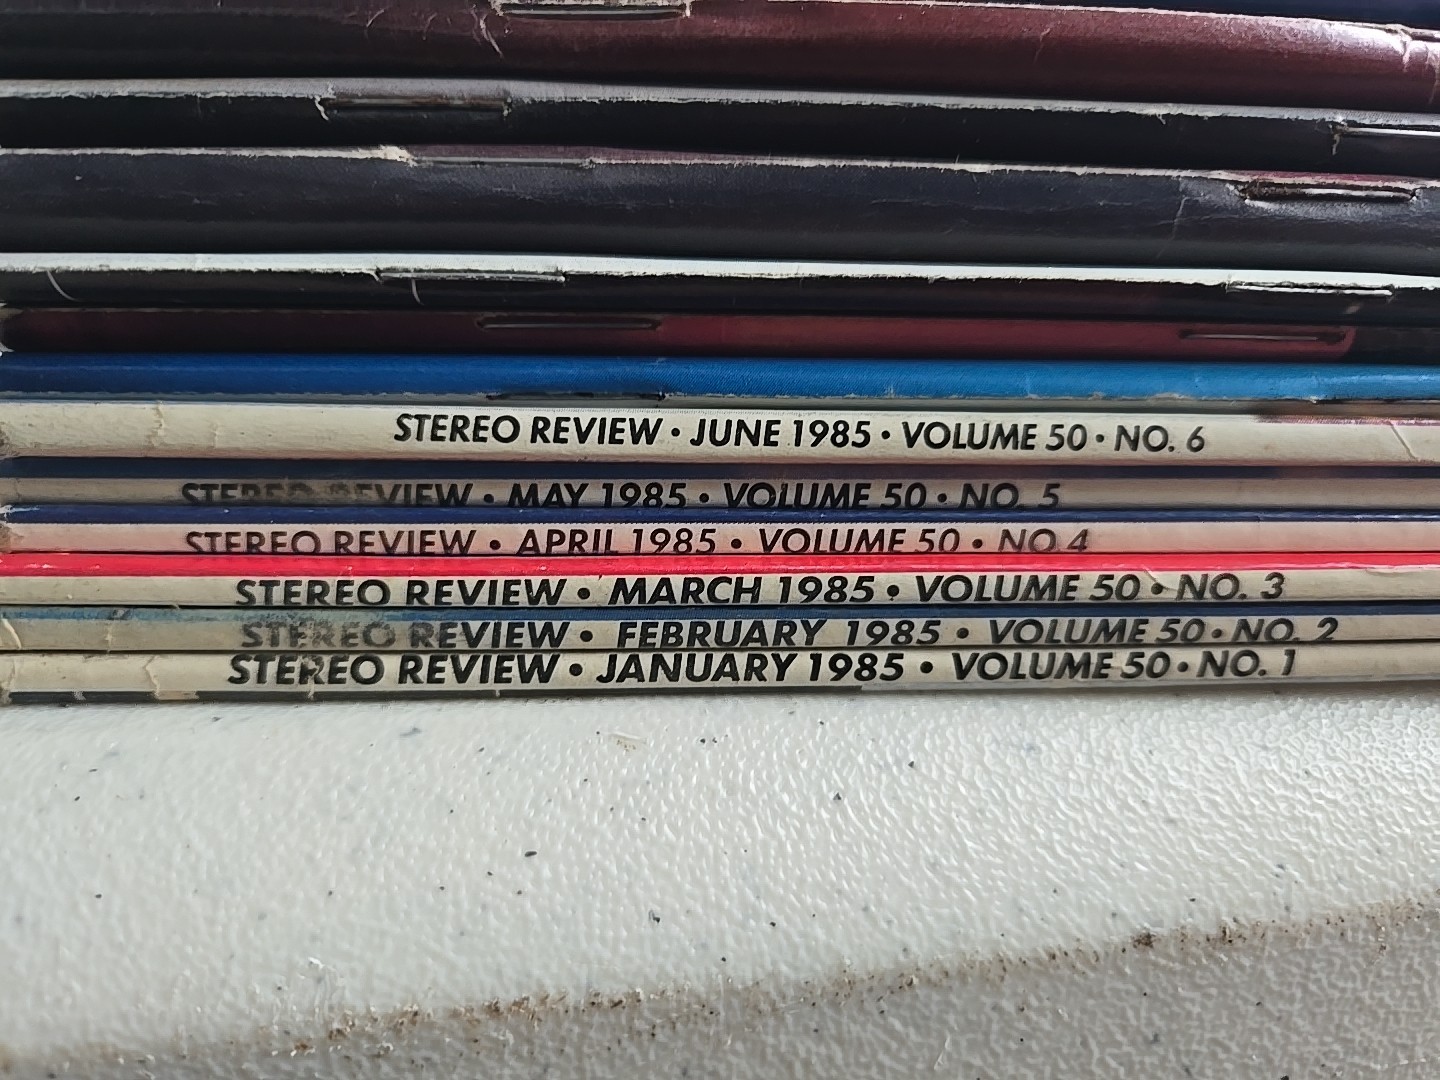 STEREO REVIEW • JUNE 1985 • VOLUME 50 • NO. 6
STEREO REVIEW • MAY 1985 • VOLUME 50 • NO. 5
STEREO REVIEW • APRIL 1985 • VOLUME 50 • NO 4
STEREO REVIEW • MARCH 1985 • VOLUME 50 • NO. 3
STEREO REVIEW • FEBRUARY 1985 • VOLUME 50 • NO. 2
STEREO REVIEW • JANUARY 1985 • VOLUME 50 • NO. 1